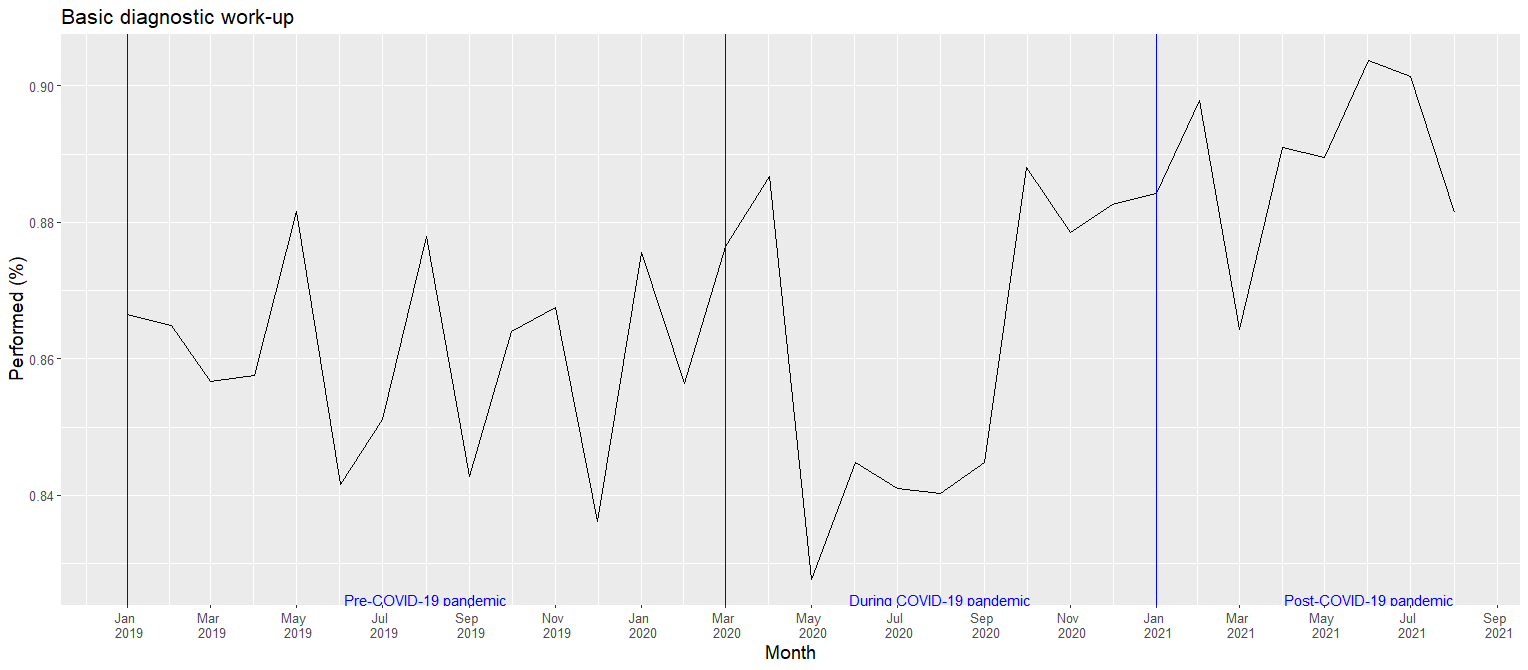 Basic diagnostic work-up
Performed (%)
0.90
0.88
0.86
0.84
Pre-COVID-19 pandemic
During COVID-19 pandemic
Post-COVID-19 pandemic
Jan Mar May Jul Sep Nov Jan Mar May Jul Sep Nov Jan Mar May Jul Sep
2019 2019 2019 2019 2019 2019 2020 2020 2020 2020 2020 2020 2021 2021 2021 2021 2021
Month